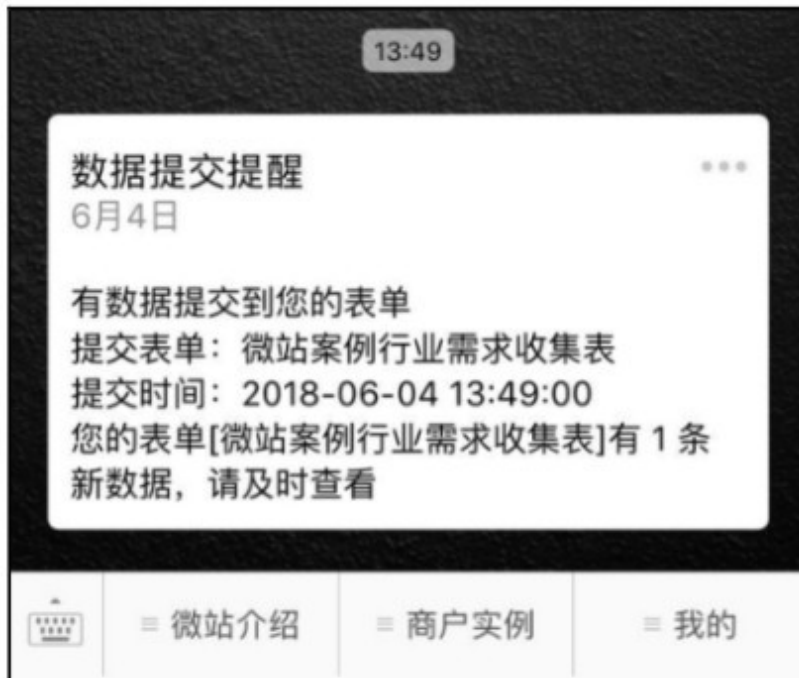 13:49
数据提交提醒
6月4日
有数据提交到您的表单
提交表单：微站案例行业需求收集表
提交时间：2018-06-04 13:49:00
您的表单[微站案例行业需求收集表]有 1 条
新数据，请及时查看
微站介绍
商户实例
我的